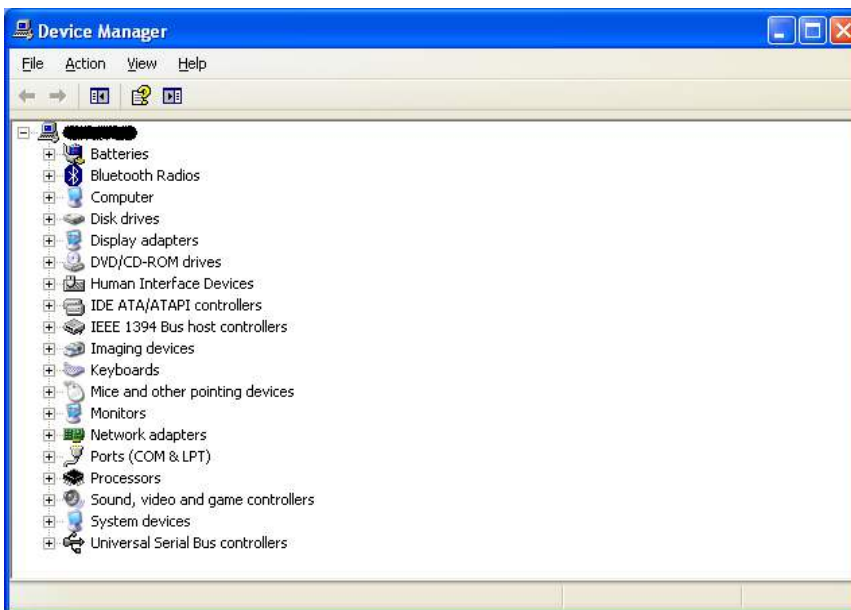 Device Manager
File Action View Help
Batteries
Bluetooth Radios
Computer
Disk drives
Display adapters
DVD/CD-ROM drives
Human Interface Devices
IDE ATA/ATAPI controllers
IEEE 1394 Bus host controllers
Imaging devices
Keyboards
Mice and other pointing devices
Monitors
Network adapters
Ports (COM & LPT)
Processors
Sound, video and game controllers
System devices
Universal Serial Bus controllers